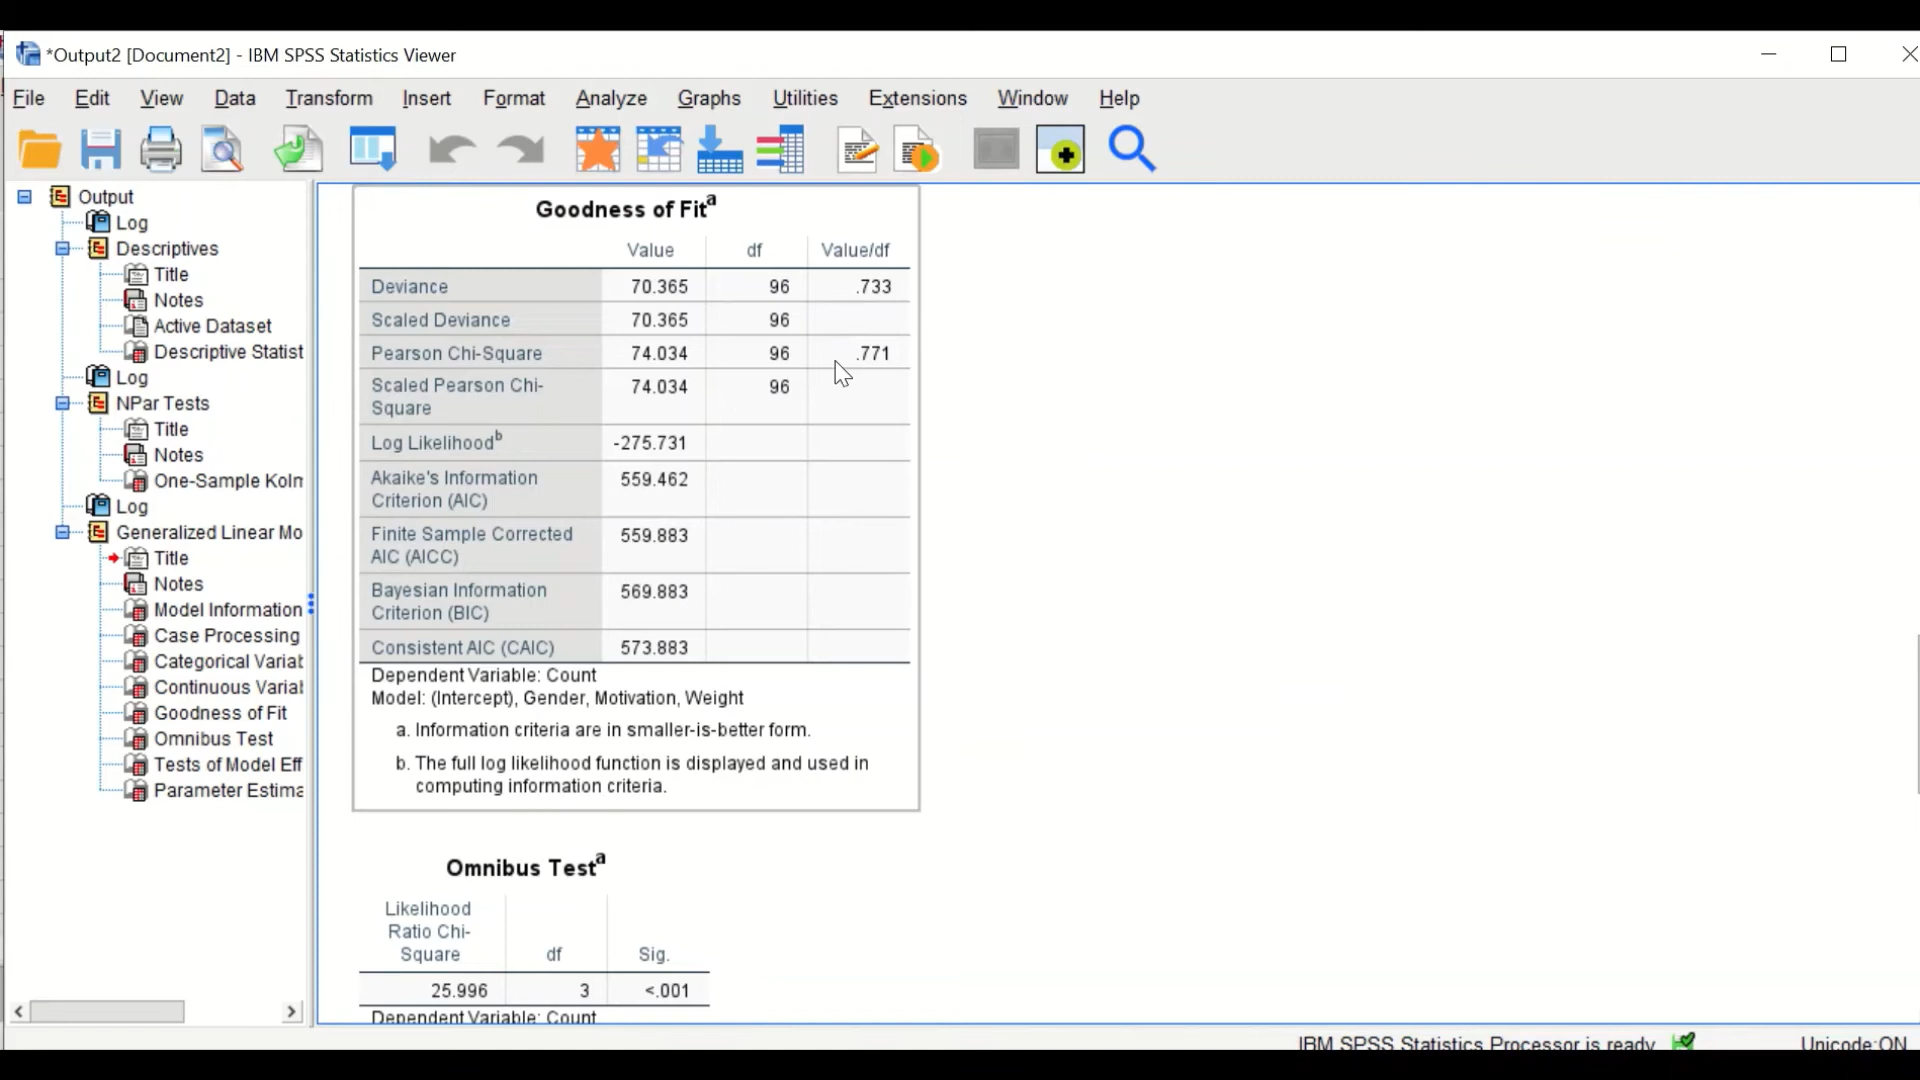 *Output2 [Document2] - IBM SPSS Statistics Viewer
File Edit View Data Transform Insert Format Analyze Graphs Utilities Extensions Window Help
Output
Log
Descriptives
Title
Notes
Active Dataset
Descriptive Statist
Log
NPar Tests
Title
Notes
One-Sample Kolm
Log
Generalized Linear Mo
Title
Notes
Model Information
Case Processing
Categorical Variab
Continuous Variab
Goodness of Fit
Omnibus Test
Tests of Model Eff
Parameter Estima
Goodness of Fit^a
Value df Value/df
Deviance 70.365 96 .733
Scaled Deviance 70.365 96
Pearson Chi-Square 74.034 96 .771
Scaled Pearson Chi- 74.034 96
Square
Log Likelihood^b -275.731
Akaike's Information 559.462
Criterion (AIC)
Finite Sample Corrected 559.883
AIC (AICC)
Bayesian Information 569.883
Criterion (BIC)
Consistent AIC (CAIC) 573.883
Dependent Variable: Count
Model: (Intercept), Gender, Motivation, Weight
a. Information criteria are in smaller-is-better form.
b. The full log likelihood function is displayed and used in
computing information criteria.
Omnibus Test^a
Likelihood
Ratio Chi-
Square df Sig.
25.996 3 <.001
Dependent Variable: Count
IBM SPSS Statistics Processor is ready Unicode:ON